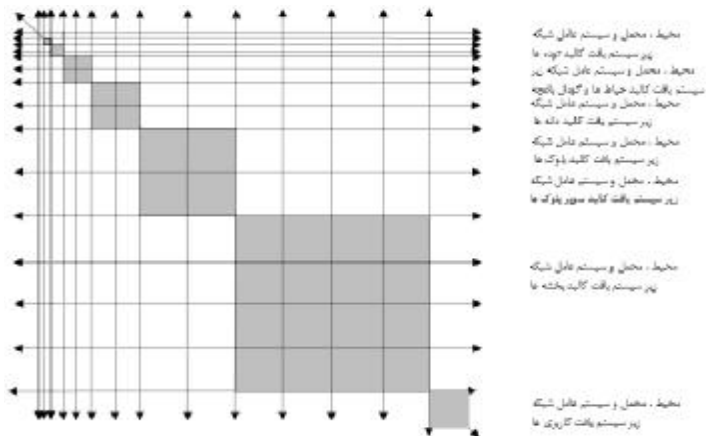 محیط ، محمل و سیستم عامل شبکه
زیر سیستم بافت کالبد توده ها
محیط ، محمل و سیستم عامل شبکه زیر
سیستم بافت کالبد حیاط ها و گودال باغچه
محیط ، محمل و سیستم عامل شبکه
زیر سیستم بافت کالبد دانه ها
محیط ، محمل و سیستم عامل شبکه
زیر سیستم بافت کالبد بلوک ها
محیط ، محمل و سیستم عامل شبکه
زیر سیستم بافت کالبد سوپر بلوک ها
محیط ، محمل و سیستم عامل شبکه
زیر سیستم بافت کالبد پخشه ها
محیط ، محمل و سیستم عامل شبکه
زیر سیستم بافت کاربری ها